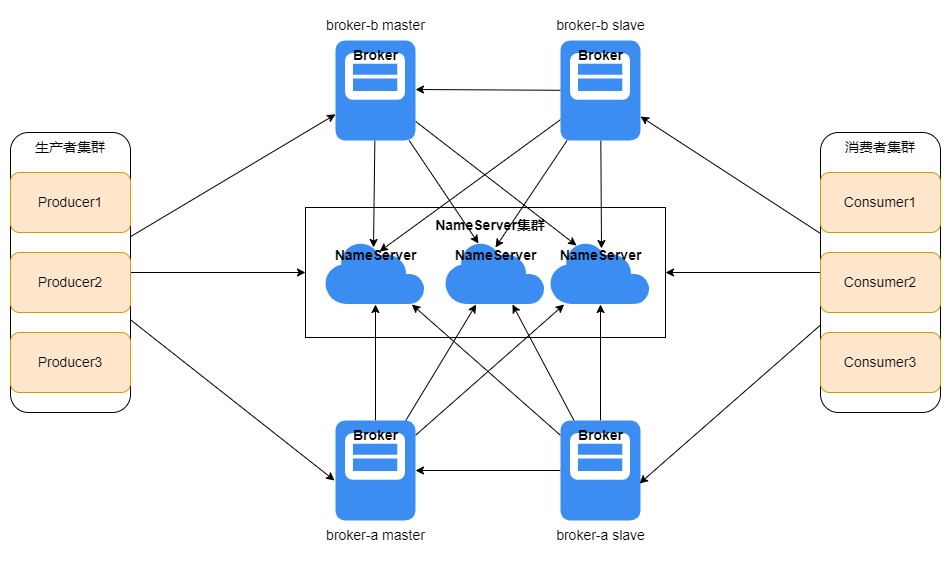 broker-b master
broker-b slave
Broker
Broker
生产者集群
消费者集群
Producer1
Consumer1
NameServer集群
NameServer
NameServer
NameServer
Producer2
Consumer2
Producer3
Consumer3
Broker
Broker
broker-a master
broker-a slave